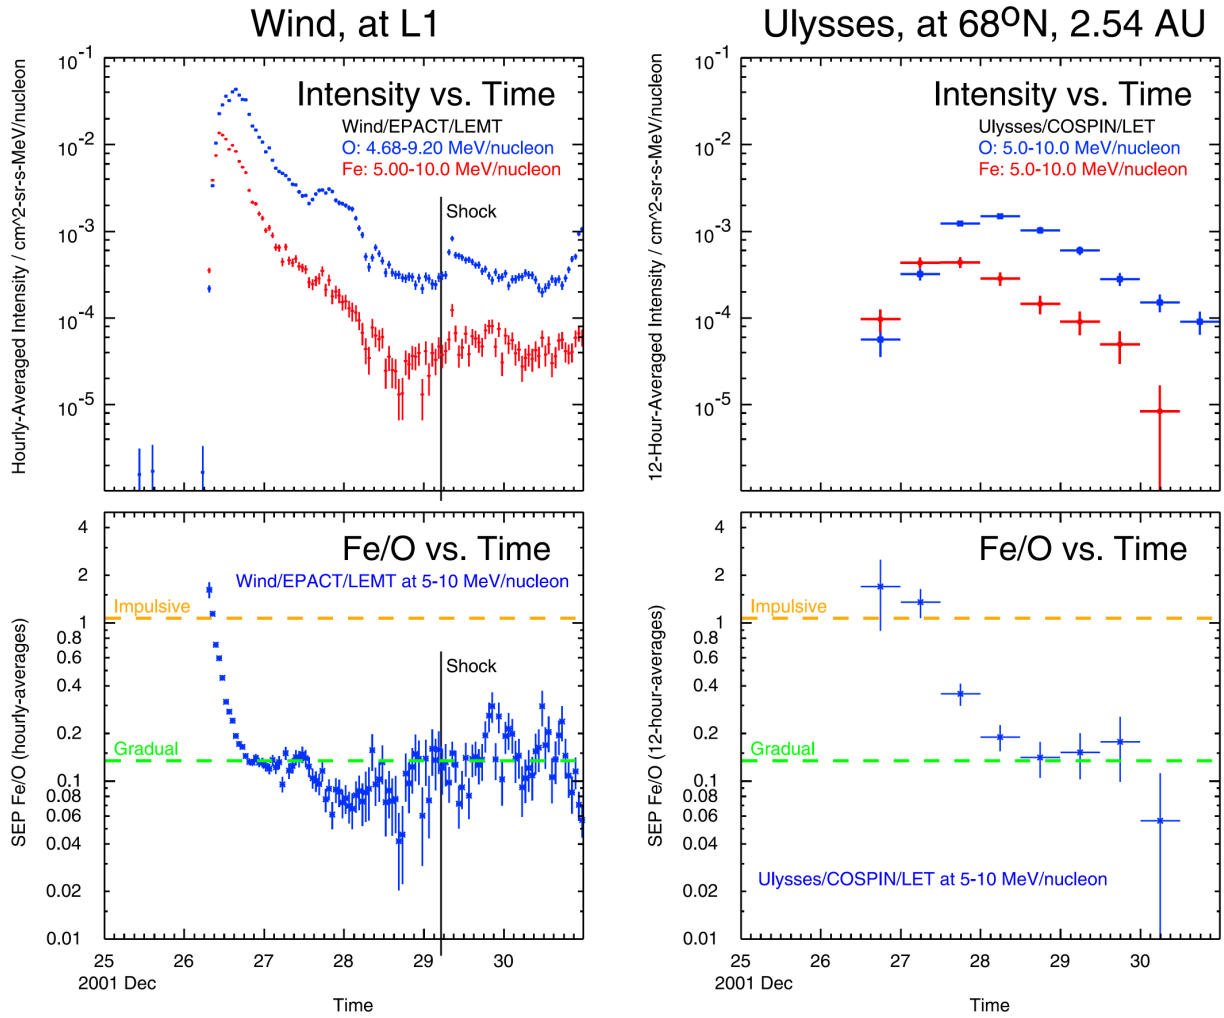 Wind, at L1
Intensity vs. Time
Wind/EPACT/LEMT
O: 4.68-9.20 MeV/nucleon
Fe: 5.00-10.0 MeV/nucleon
Shock
Hourly-Averaged Intensity / cm^2-sr-s-MeV/nucleon
10-1
10-2
10-3
10-4
10-5
Fe/O vs. Time
Wind/EPACT/LEMT at 5-10 MeV/nucleon
Impulsive
Shock
Gradual
SEP Fe/O (hourly-averages)
4
2
1
0.8
0.6
0.4
0.2
0.1
0.08
0.06
0.04
0.02
0.01
25 26 27 28 29 30
2001 Dec
Time
Ulysses, at 68oN, 2.54 AU
Intensity vs. Time
Ulysses/COSPIN/LET
O: 5.0-10.0 MeV/nucleon
Fe: 5.0-10.0 MeV/nucleon
12-Hour-Averaged Intensity / cm^2-sr-s-MeV/nucleon
10-1
10-2
10-3
10-4
10-5
Fe/O vs. Time
Impulsive
Gradual
Ulysses/COSPIN/LET at 5-10 MeV/nucleon
SEP Fe/O (12-hour-averages)
4
2
1
0.8
0.6
0.4
0.2
0.1
0.08
0.06
0.04
0.02
0.01
25 26 27 28 29 30
2001 Dec
Time